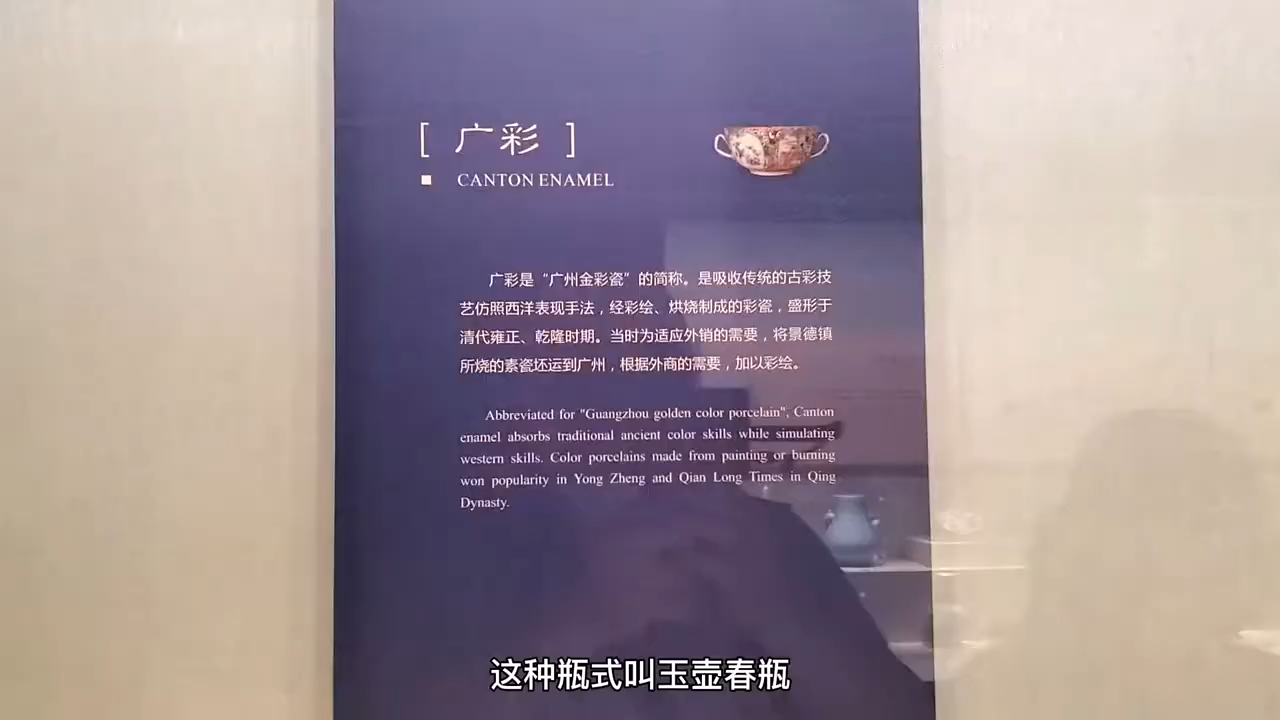 [ 广彩 ]
CANTON ENAMEL
广彩是“广州金彩瓷”的简称。是吸收传统的古彩技
艺仿照西洋表现手法，经彩绘、烘烧制成的彩瓷，盛形于
清代雍正、乾隆时期。当时为适应外销的需要，将景德镇
所烧的素瓷坯运到广州，根据外商的需要，加以彩绘。
Abbreviated for "Guangzhou golden color porcelain", Canton
enamel absorbs traditional ancient color skills while simulating
western skills. Color porcelains made from painting or burning
won popularity in Yong Zheng and Qian Long Times in Qing
Dynasty.
这种瓶式叫玉壶春瓶